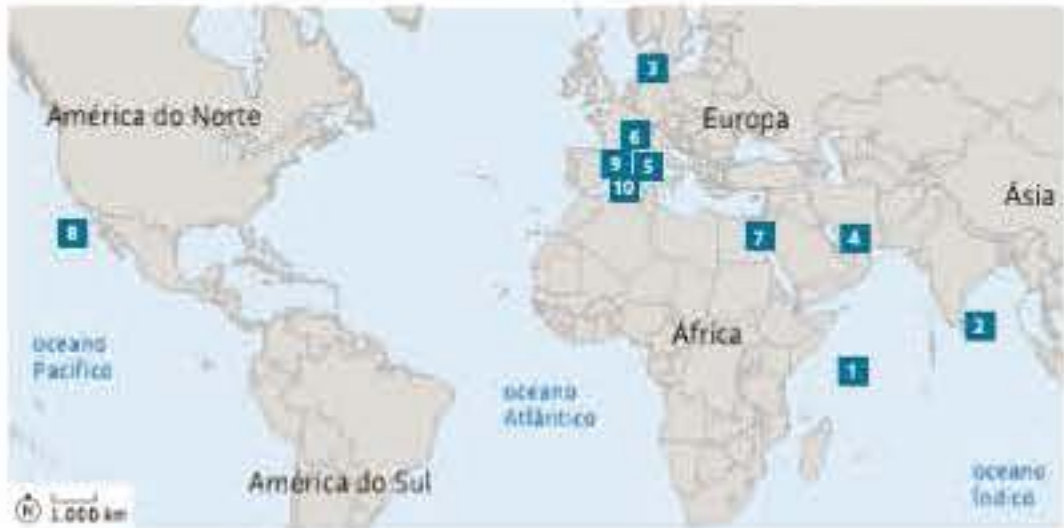 3
América do Norte
Europa
6
9
5
10
Ásia
8
7
4
África
2
oceano
Pacífico
1
oceano
Atlântico
América do Sul
oceano
Índico
N
1.000 km